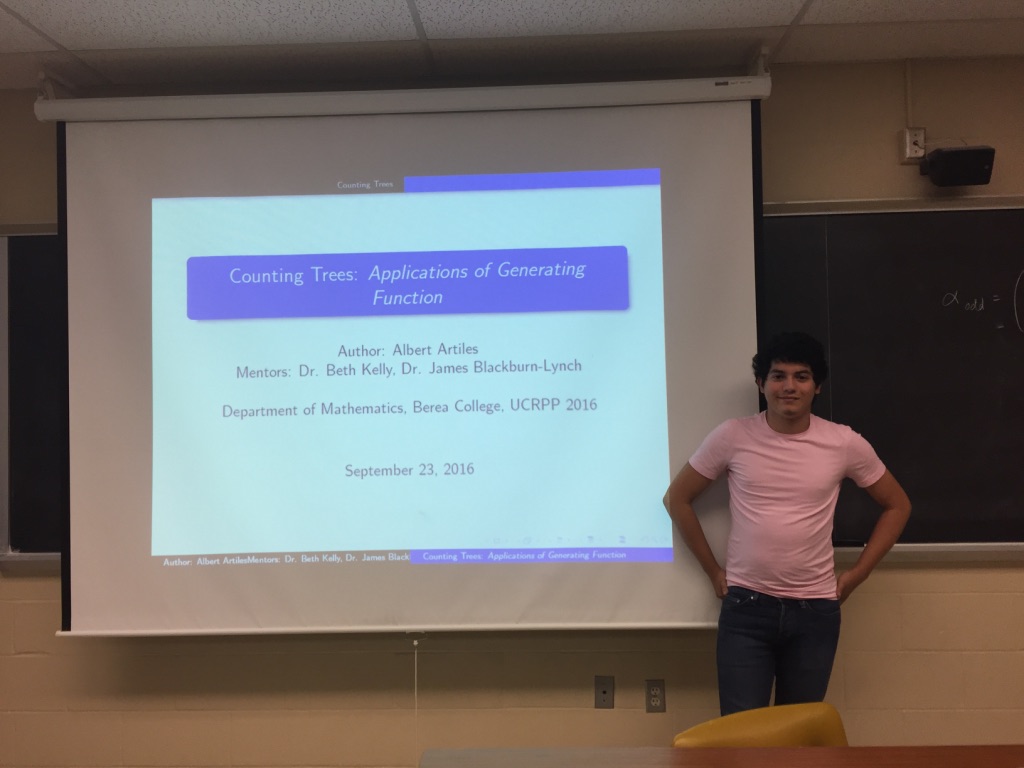 Counting Trees
Counting Trees: Applications of Generating
Function
Author: Albert Artiles
Mentors: Dr. Beth Kelly, Dr. James Blackburn-Lynch
Department of Mathematics, Berea College, UCRPP 2016
September 23, 2016
Author: Albert ArtilesMentors: Dr. Beth Kelly, Dr. James Black
Counting Trees: Applications of Generating Function
α odd = (
=